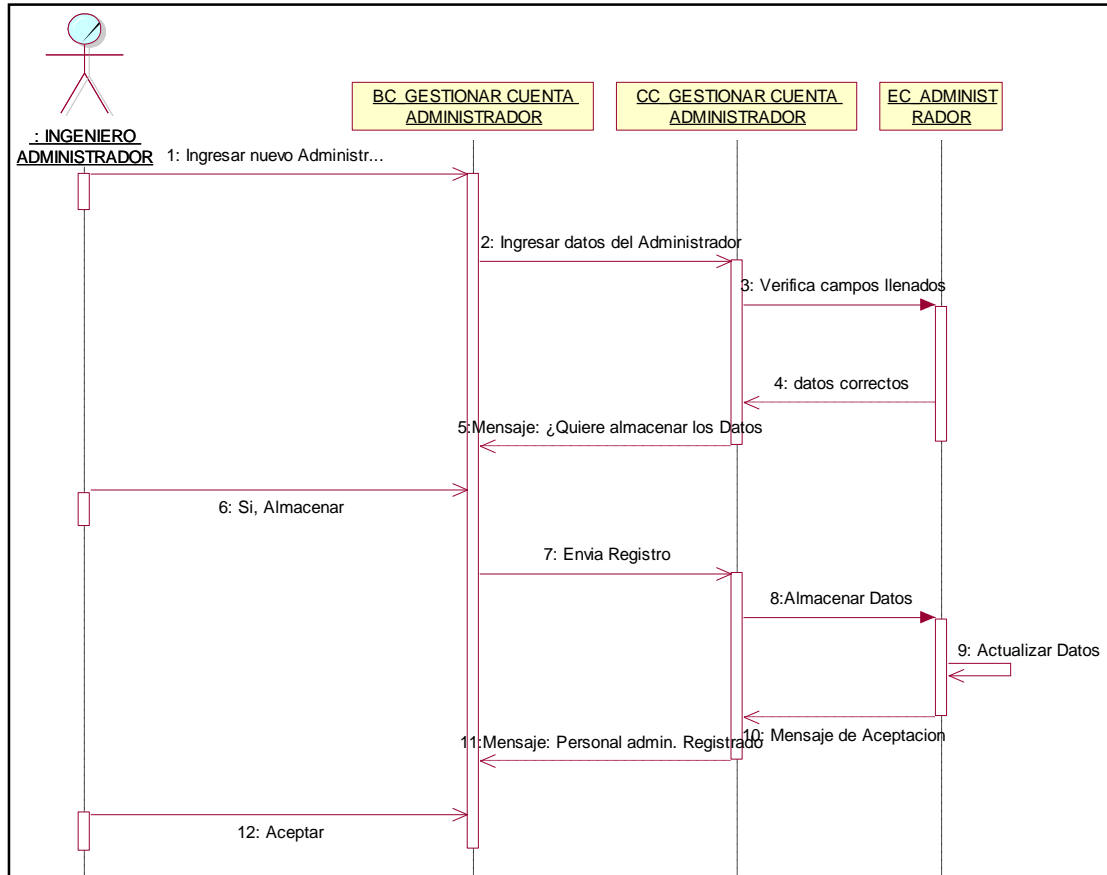 : INGENIERO
ADMINISTRADOR
BC_GESTIONAR CUENTA
ADMINISTRADOR
CC_GESTIONAR CUENTA
ADMINISTRADOR
EC_ADMINIST
RADOR
1: Ingresar nuevo Administr...
2: Ingresar datos del Administrador
3: Verifica campos llenados
4: datos correctos
5:Mensaje: ¿Quiere almacenar los Datos
6: Si, Almacenar
7: Envia Registro
8:Almacenar Datos
9: Actualizar Datos
10: Mensaje de Aceptacion
11:Mensaje: Personal admin. Registrado
12: Aceptar